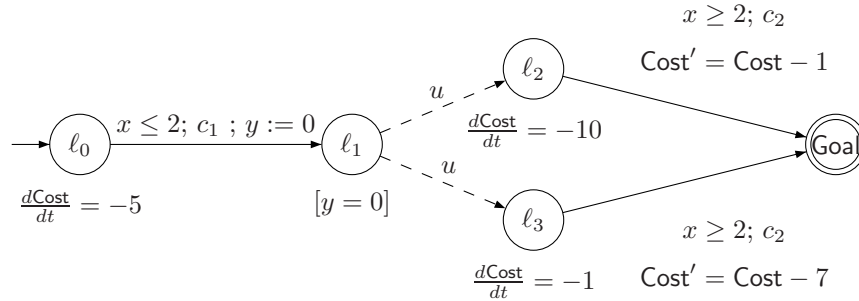 x ≥ 2; c₂
Cost′ = Cost − 1
ℓ₂
u
dCost/dt = −10
x ≤ 2; c₁ ; y := 0
ℓ₀
ℓ₁
Goal
dCost/dt = −5
[y = 0]
u
ℓ₃
x ≥ 2; c₂
dCost/dt = −1
Cost′ = Cost − 7